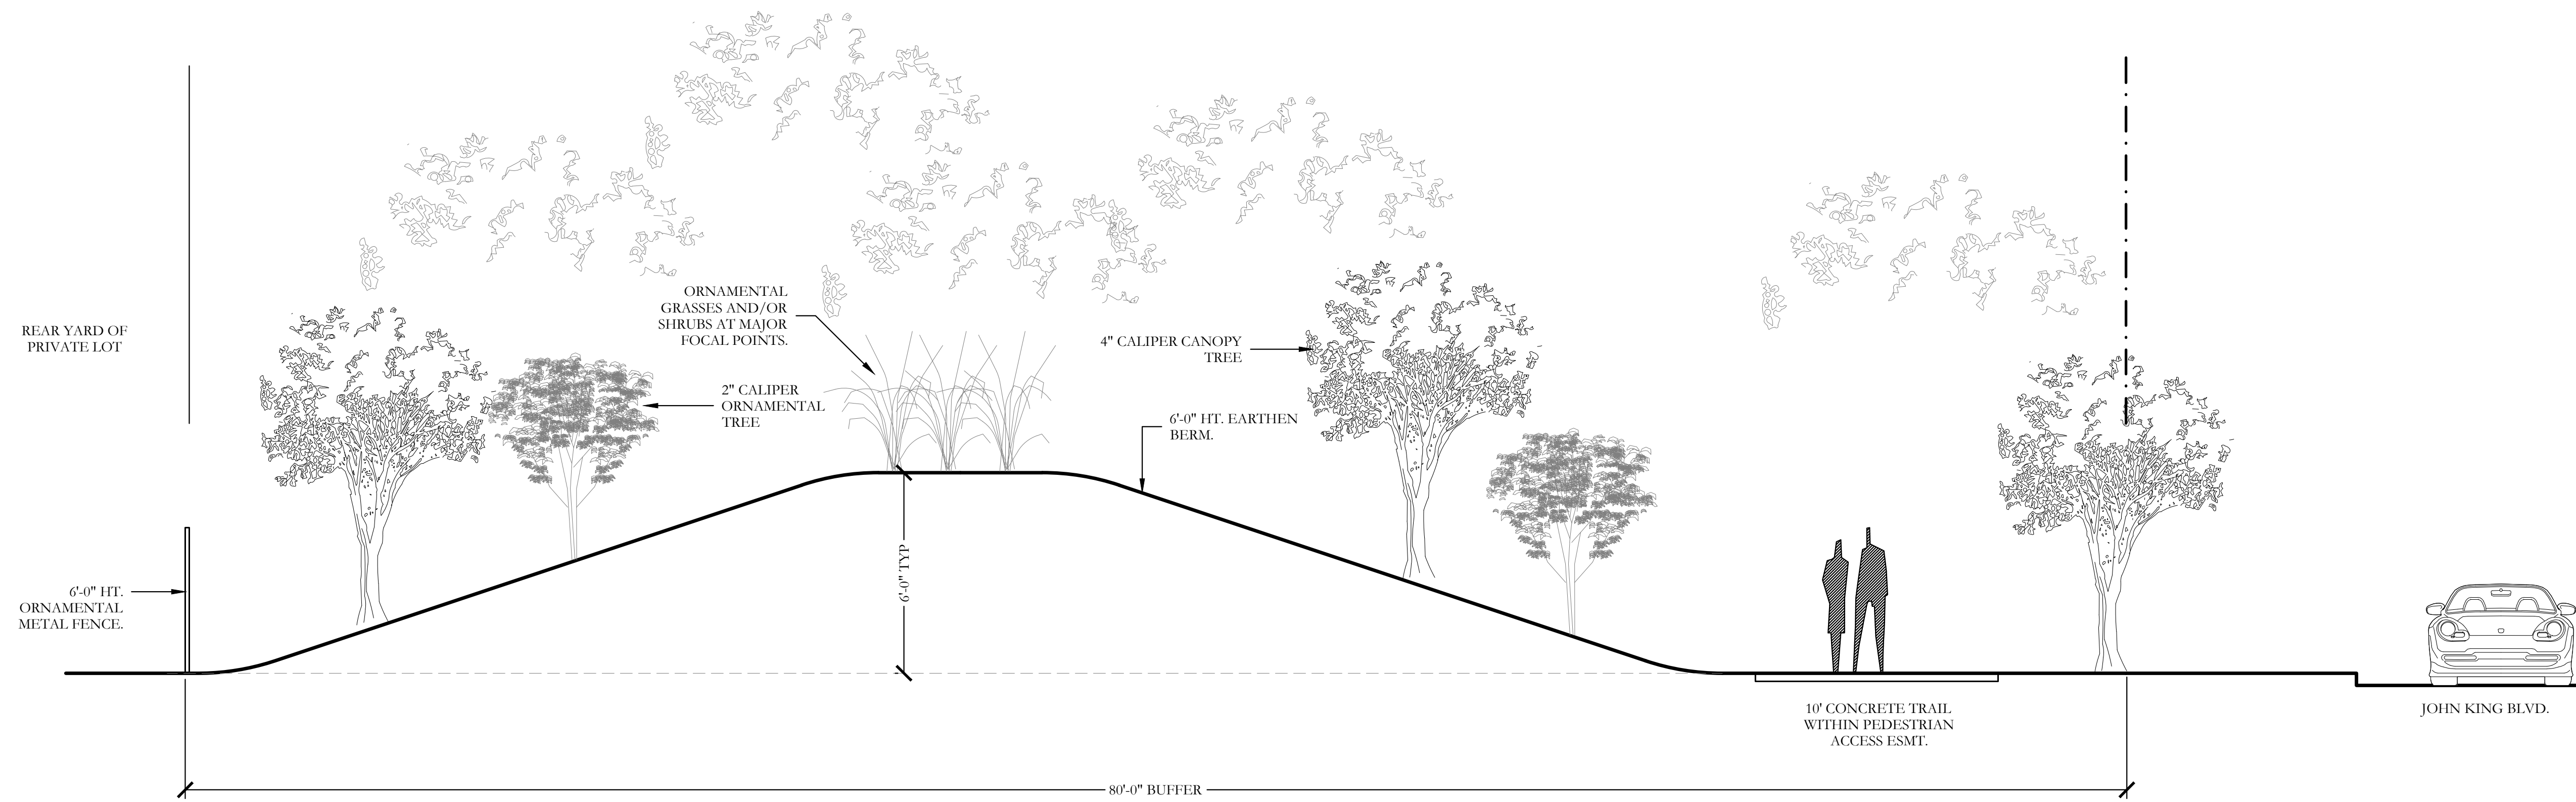 REAR YARD OF
PRIVATE LOT
6'-0" HT.
ORNAMENTAL
METAL FENCE.
ORNAMENTAL
GRASSES AND/OR
SHRUBS AT MAJOR
FOCAL POINTS.
2" CALIPER
ORNAMENTAL
TREE
6'-0" TYP
4" CALIPER CANOPY
TREE
6'-0" HT. EARTHEN
BERM.
10' CONCRETE TRAIL
WITHIN PEDESTRIAN
ACCESS ESMT.
JOHN KING BLVD.
80'-0" BUFFER